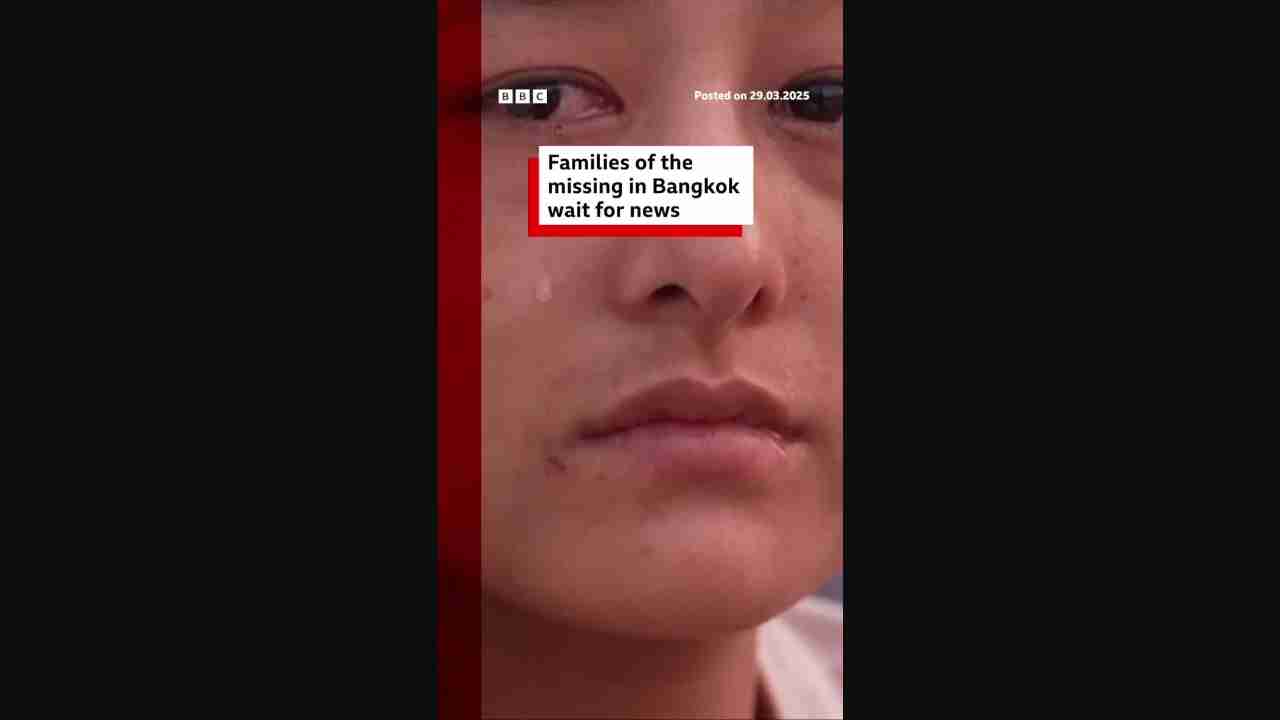 BBC
Posted on 29.03.2025
Families of the
missing in Bangkok
wait for news